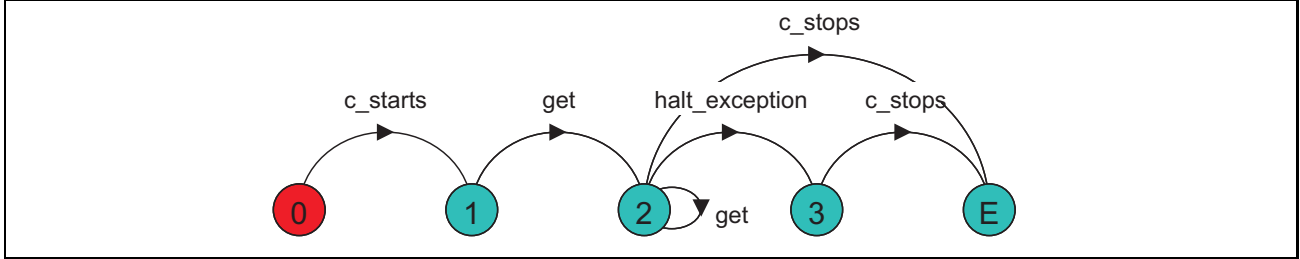 c_stops
c_starts
get
halt_exception
c_stops
0
1
2
3
E
get